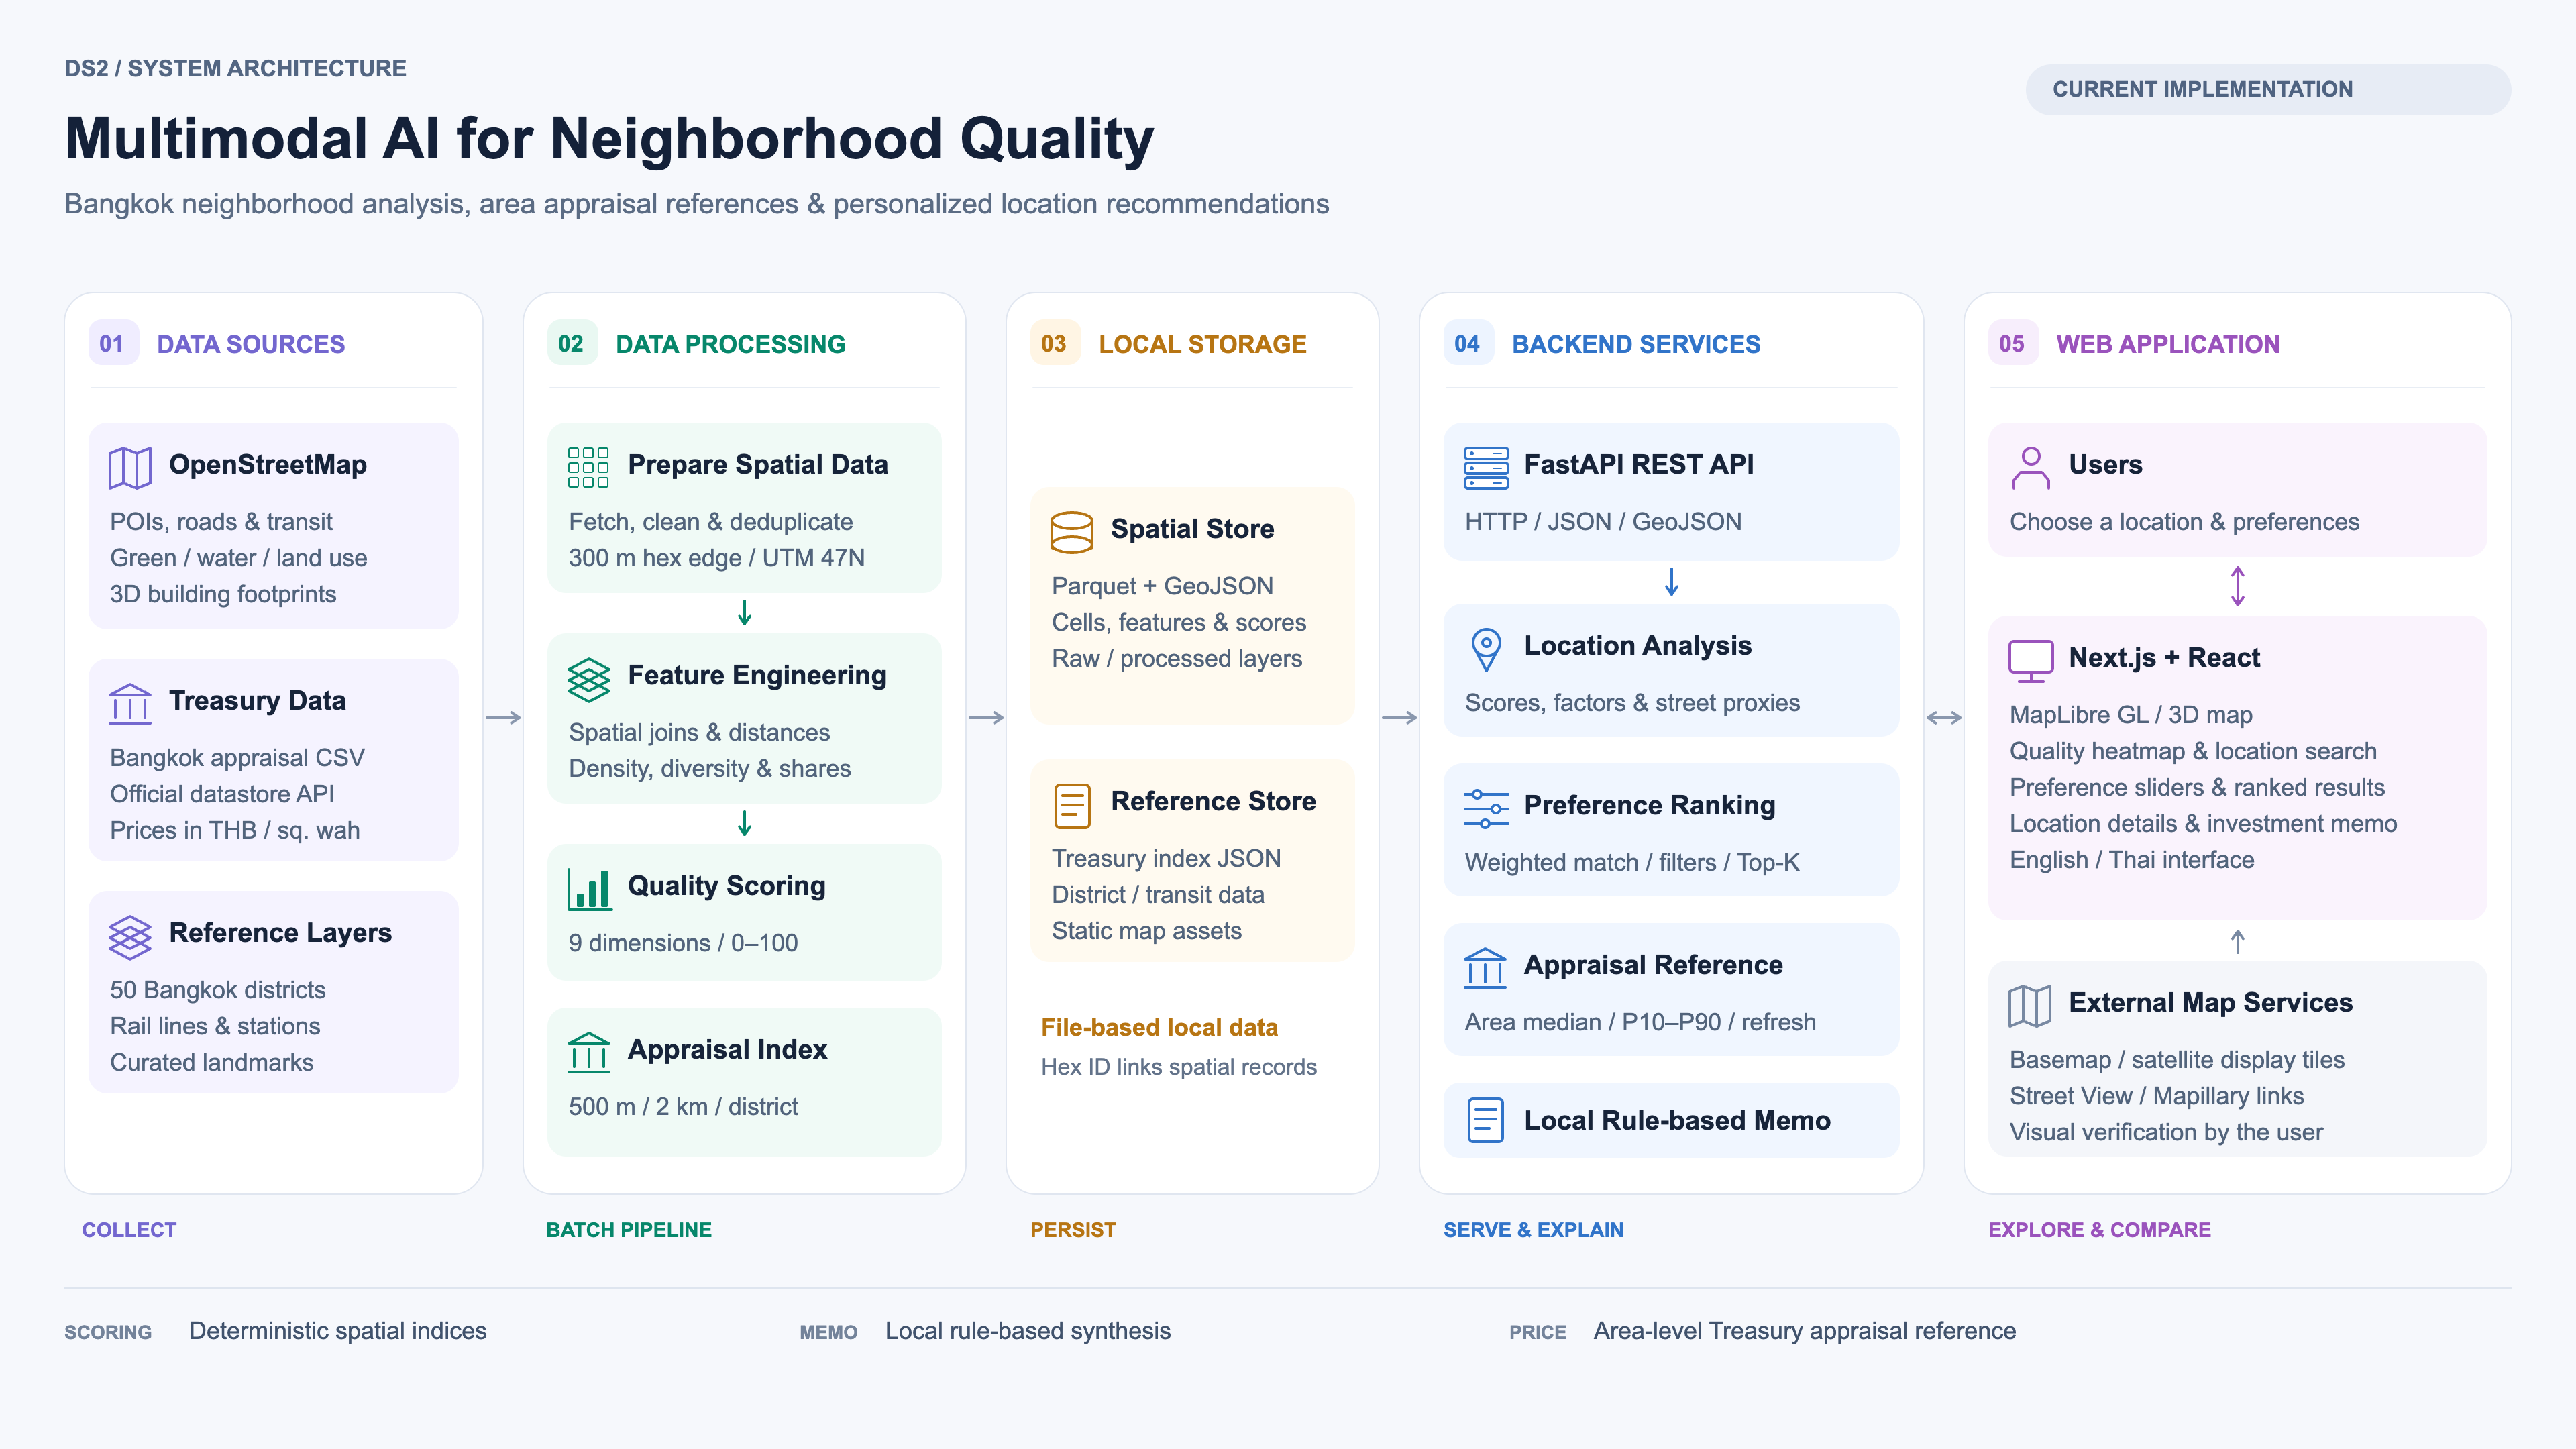 DS2 / SYSTEM ARCHITECTURE
CURRENT IMPLEMENTATION
Multimodal AI for Neighborhood Quality
Bangkok neighborhood analysis, area appraisal references & personalized location recommendations
01 DATA SOURCES
OpenStreetMap
POIs, roads & transit
Green / water / land use
3D building footprints
Treasury Data
Bangkok appraisal CSV
Official datastore API
Prices in THB / sq. wah
Reference Layers
50 Bangkok districts
Rail lines & stations
Curated landmarks
COLLECT
02 DATA PROCESSING
Prepare Spatial Data
Fetch, clean & deduplicate
300 m hex edge / UTM 47N
Feature Engineering
Spatial joins & distances
Density, diversity & shares
Quality Scoring
9 dimensions / 0–100
Appraisal Index
500 m / 2 km / district
BATCH PIPELINE
03 LOCAL STORAGE
Spatial Store
Parquet + GeoJSON
Cells, features & scores
Raw / processed layers
Reference Store
Treasury index JSON
District / transit data
Static map assets
File-based local data
Hex ID links spatial records
PERSIST
04 BACKEND SERVICES
FastAPI REST API
HTTP / JSON / GeoJSON
Location Analysis
Scores, factors & street proxies
Preference Ranking
Weighted match / filters / Top-K
Appraisal Reference
Area median / P10–P90 / refresh
Local Rule-based Memo
SERVE & EXPLAIN
05 WEB APPLICATION
Users
Choose a location & preferences
Next.js + React
MapLibre GL / 3D map
Quality heatmap & location search
Preference sliders & ranked results
Location details & investment memo
English / Thai interface
External Map Services
Basemap / satellite display tiles
Street View / Mapillary links
Visual verification by the user
EXPLORE & COMPARE
SCORING Deterministic spatial indices
MEMO Local rule-based synthesis
PRICE Area-level Treasury appraisal reference